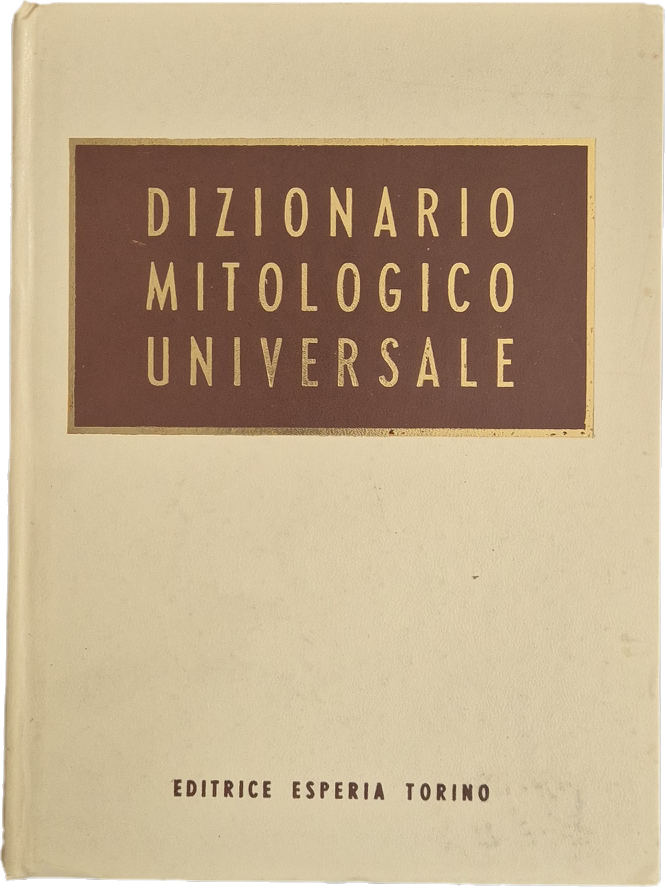 DIZIONARIO
MITOLOGICO
UNIVERSALE
EDITRICE ESPERIA TORINO